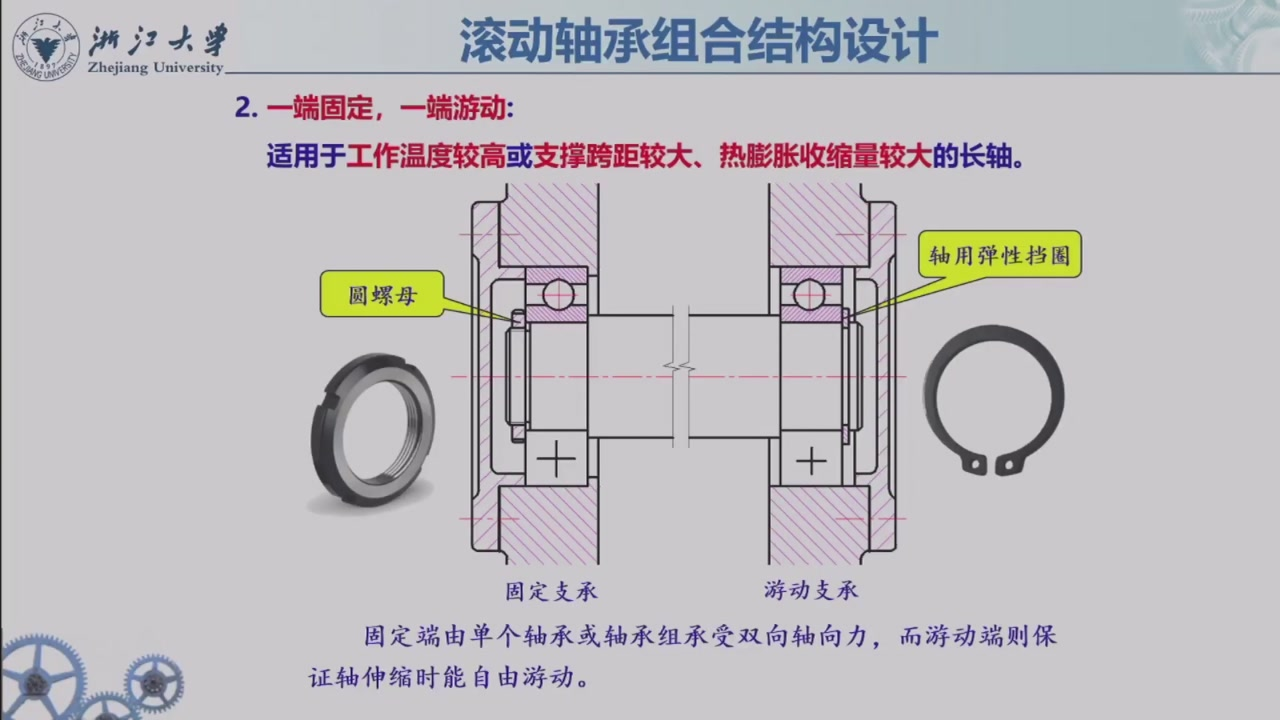 浙江大学
Zhejiang University
ZHEJIANG UNIVERSITY
1897
滚动轴承组合结构设计
2. 一端固定，一端游动:
适用于工作温度较高或支撑跨距较大、热膨胀收缩量较大的长轴。
圆螺母
轴用弹性挡圈
固定支承
游动支承
固定端由单个轴承或轴承组承受双向轴向力，而游动端则保
证轴伸缩时能自由游动。